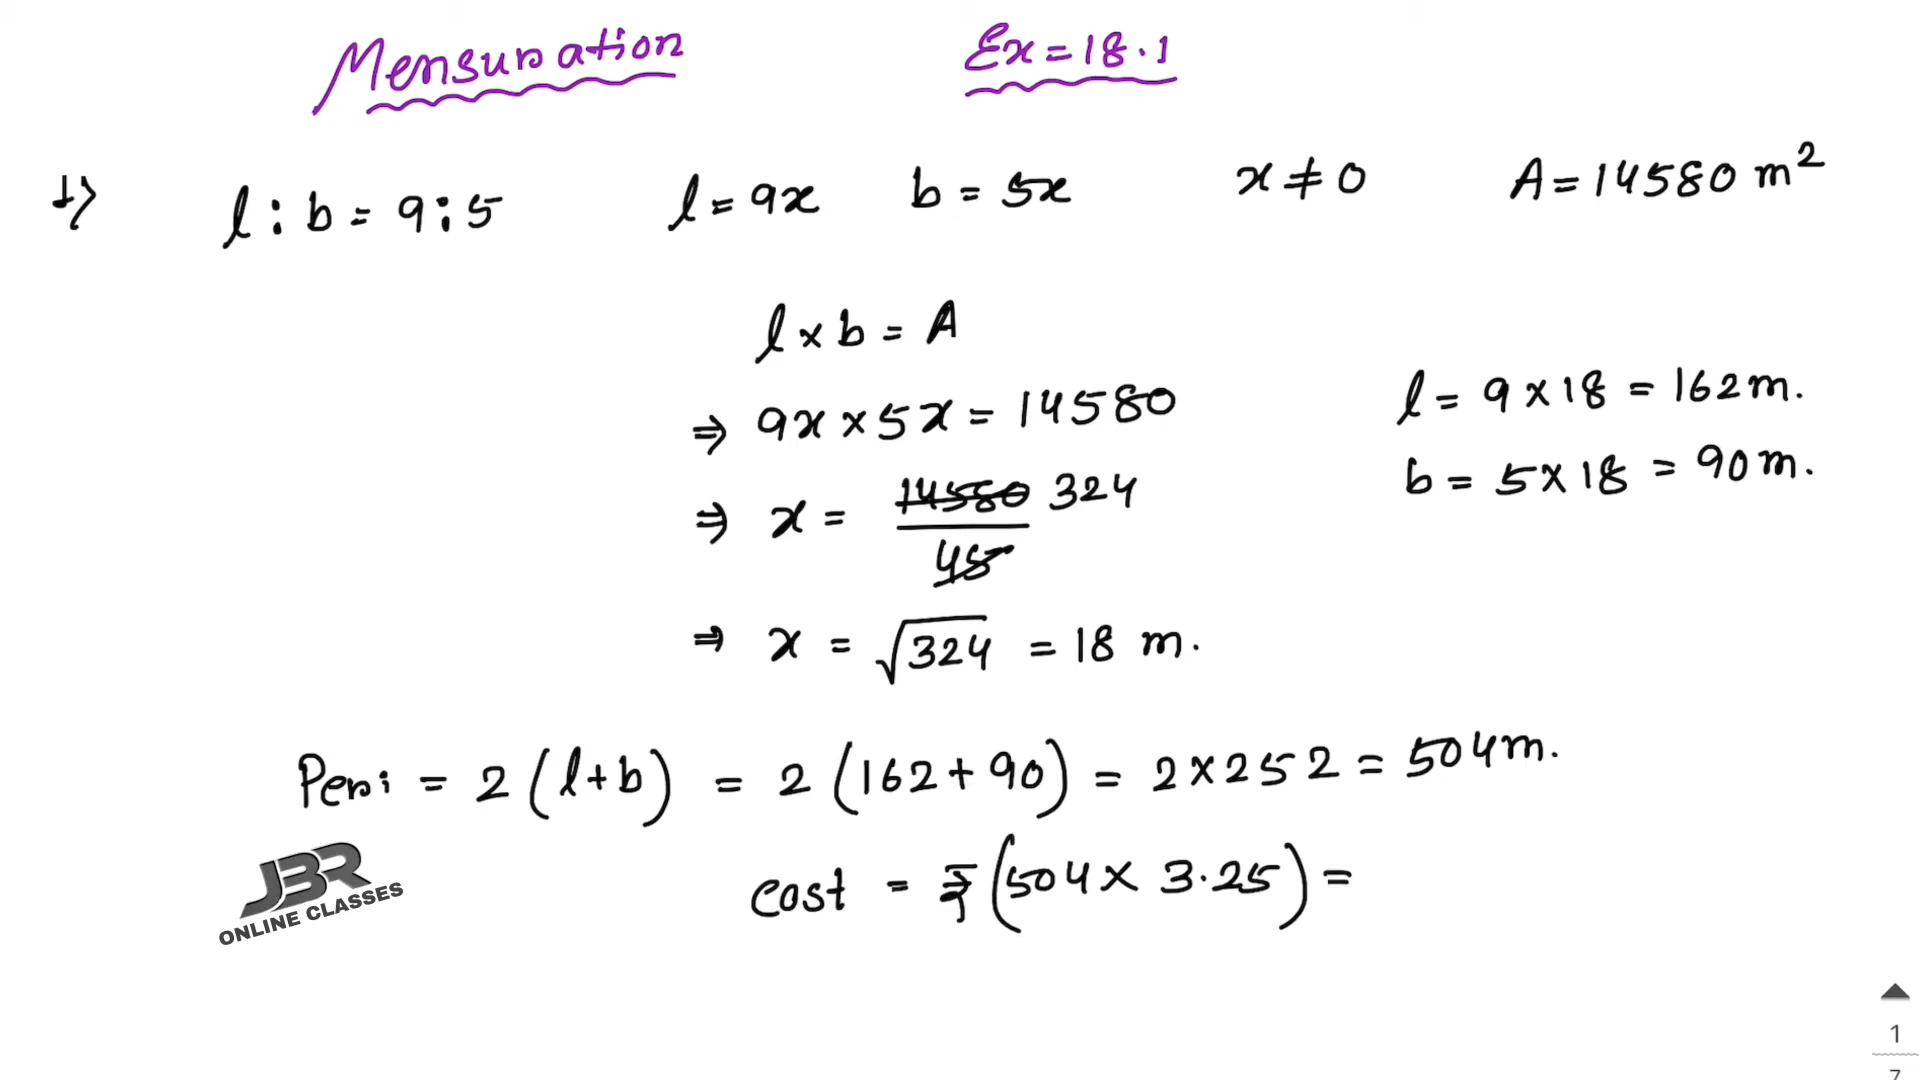 Mensuration Ex=18.1
1) l : b = 9 : 5 l = 9x b = 5x x ≠ 0 A = 14580 m²
l × b = A
⇒ 9x × 5x = 14580
⇒ x = 14580/45 324
⇒ x = √324 = 18 m.
l = 9 × 18 = 162m.
b = 5 × 18 = 90m.
Peri = 2 (l+b) = 2 (162 + 90) = 2 × 252 = 504m.
cost = ₹ (504 × 3.25) =
JBR
ONLINE CLASSES
1
7